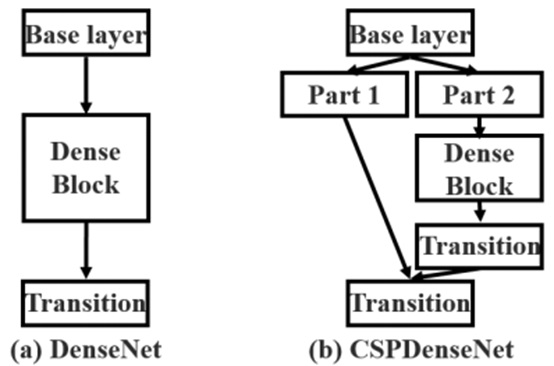 Base layer
Dense
Block
Transition
(a) DenseNet
Base layer
Part 1
Part 2
Dense
Block
Transition
Transition
(b) CSPDenseNet